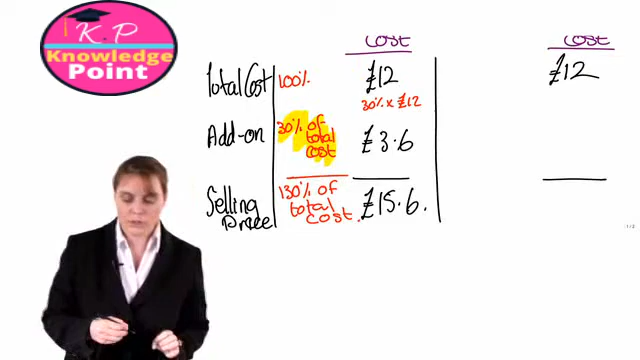 K.P
Knowledge
Point
Cost
Cost
Total Cost 100% £12 £12
30% x £12
Add-on 30% of total cost £3.6
Selling Price 130% of total cost. £15.6.